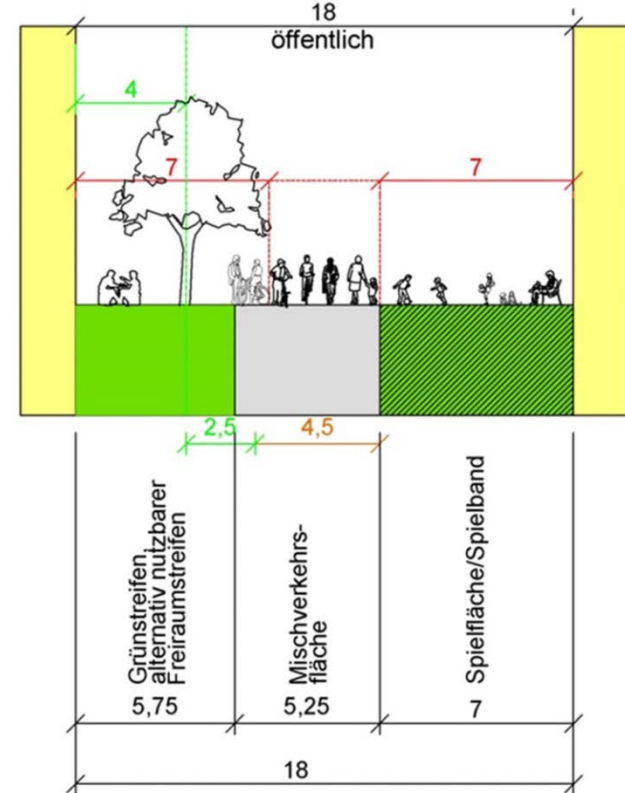 18
öffentlich
4
7
7
2,5
4,5
Grünstreifen,
alternativ nutzbarer
Freiraumstreifen
Mischverkehrs-
fläche
Spielfläche/Spielband
5,75
5,25
7
18